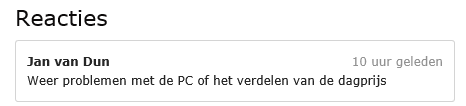 Reacties
Jan van Dun 10 uur geleden
Weer problemen met de PC of het verdelen van de dagprijs